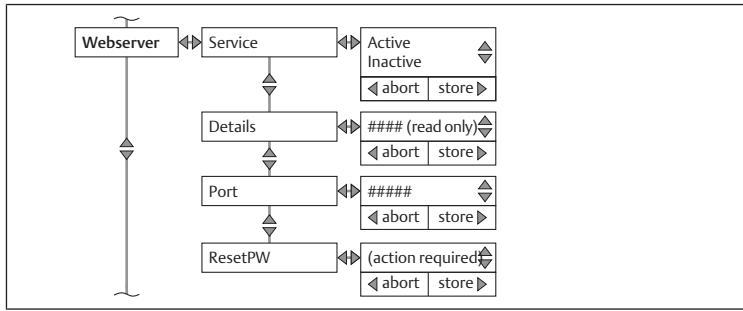 Webserver
Service
Active
Inactive
abort
store
Details
#### (read only)
abort
store
Port
#####
abort
store
ResetPW
(action required)
abort
store